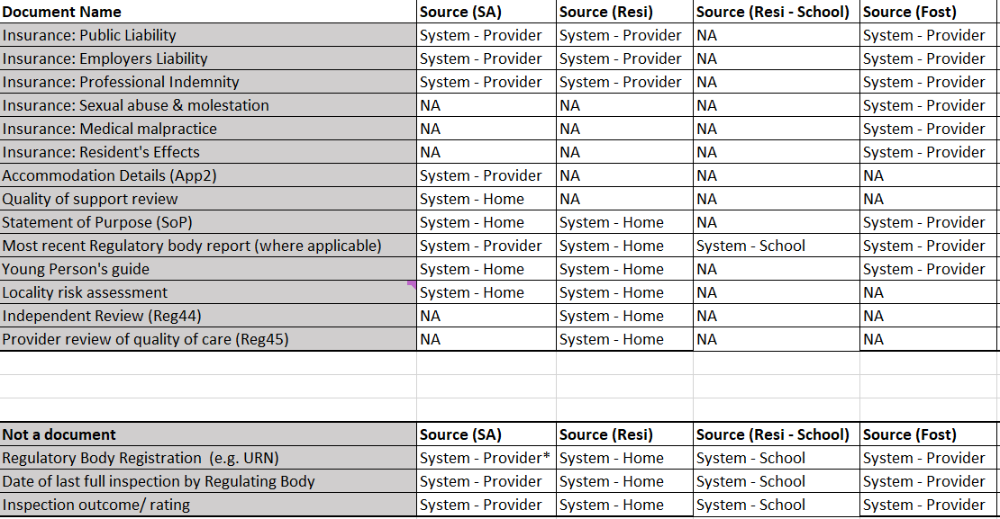 Document Name Source (SA) Source (Resi) Source (Resi - School) Source (Fost)
Insurance: Public Liability System - Provider System - Provider NA System - Provider
Insurance: Employers Liability System - Provider System - Provider NA System - Provider
Insurance: Professional Indemnity System - Provider System - Provider NA System - Provider
Insurance: Sexual abuse & molestation NA NA NA System - Provider
Insurance: Medical malpractice NA NA NA System - Provider
Insurance: Resident's Effects NA NA NA System - Provider
Accommodation Details (App2) System - Provider NA NA NA
Quality of support review System - Home NA NA NA
Statement of Purpose (SoP) System - Home System - Home NA System - Provider
Most recent Regulatory body report (where applicable) System - Provider System - Home System - School System - Provider
Young Person's guide System - Home System - Home NA System - Provider
Locality risk assessment System - Home System - Home NA NA
Independent Review (Reg44) NA System - Home NA NA
Provider review of quality of care (Reg45) NA System - Home NA NA
Not a document Source (SA) Source (Resi) Source (Resi - School) Source (Fost)
Regulatory Body Registration (e.g. URN) System - Provider* System - Home System - School System - Provider
Date of last full inspection by Regulating Body System - Provider System - Home System - School System - Provider
Inspection outcome/ rating System - Provider System - Home System - School System - Provider